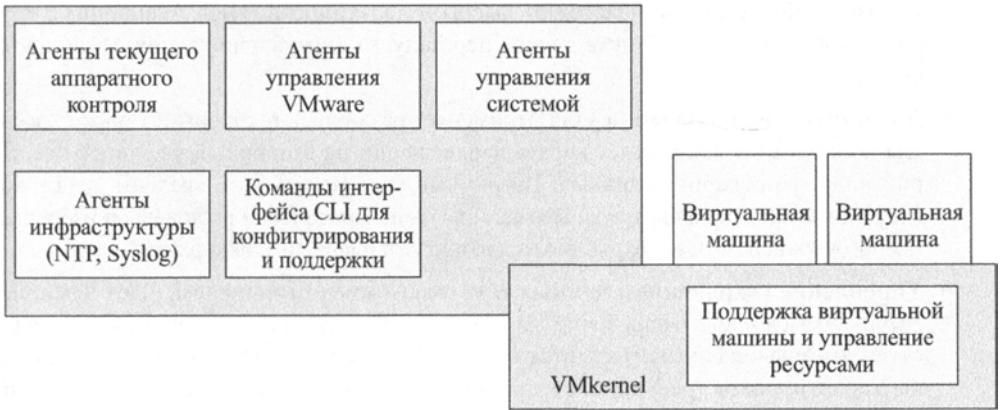 Агенты текущего
аппаратного
контроля
Агенты
управления
VMware
Агенты
управления
системой
Агенты
инфраструктуры
(NTP, Syslog)
Команды интер-
фейса CLI для
конфигурирования
и поддержки
Виртуальная
машина
Виртуальная
машина
Поддержка виртуальной
машины и управление
ресурсами
VMkernel